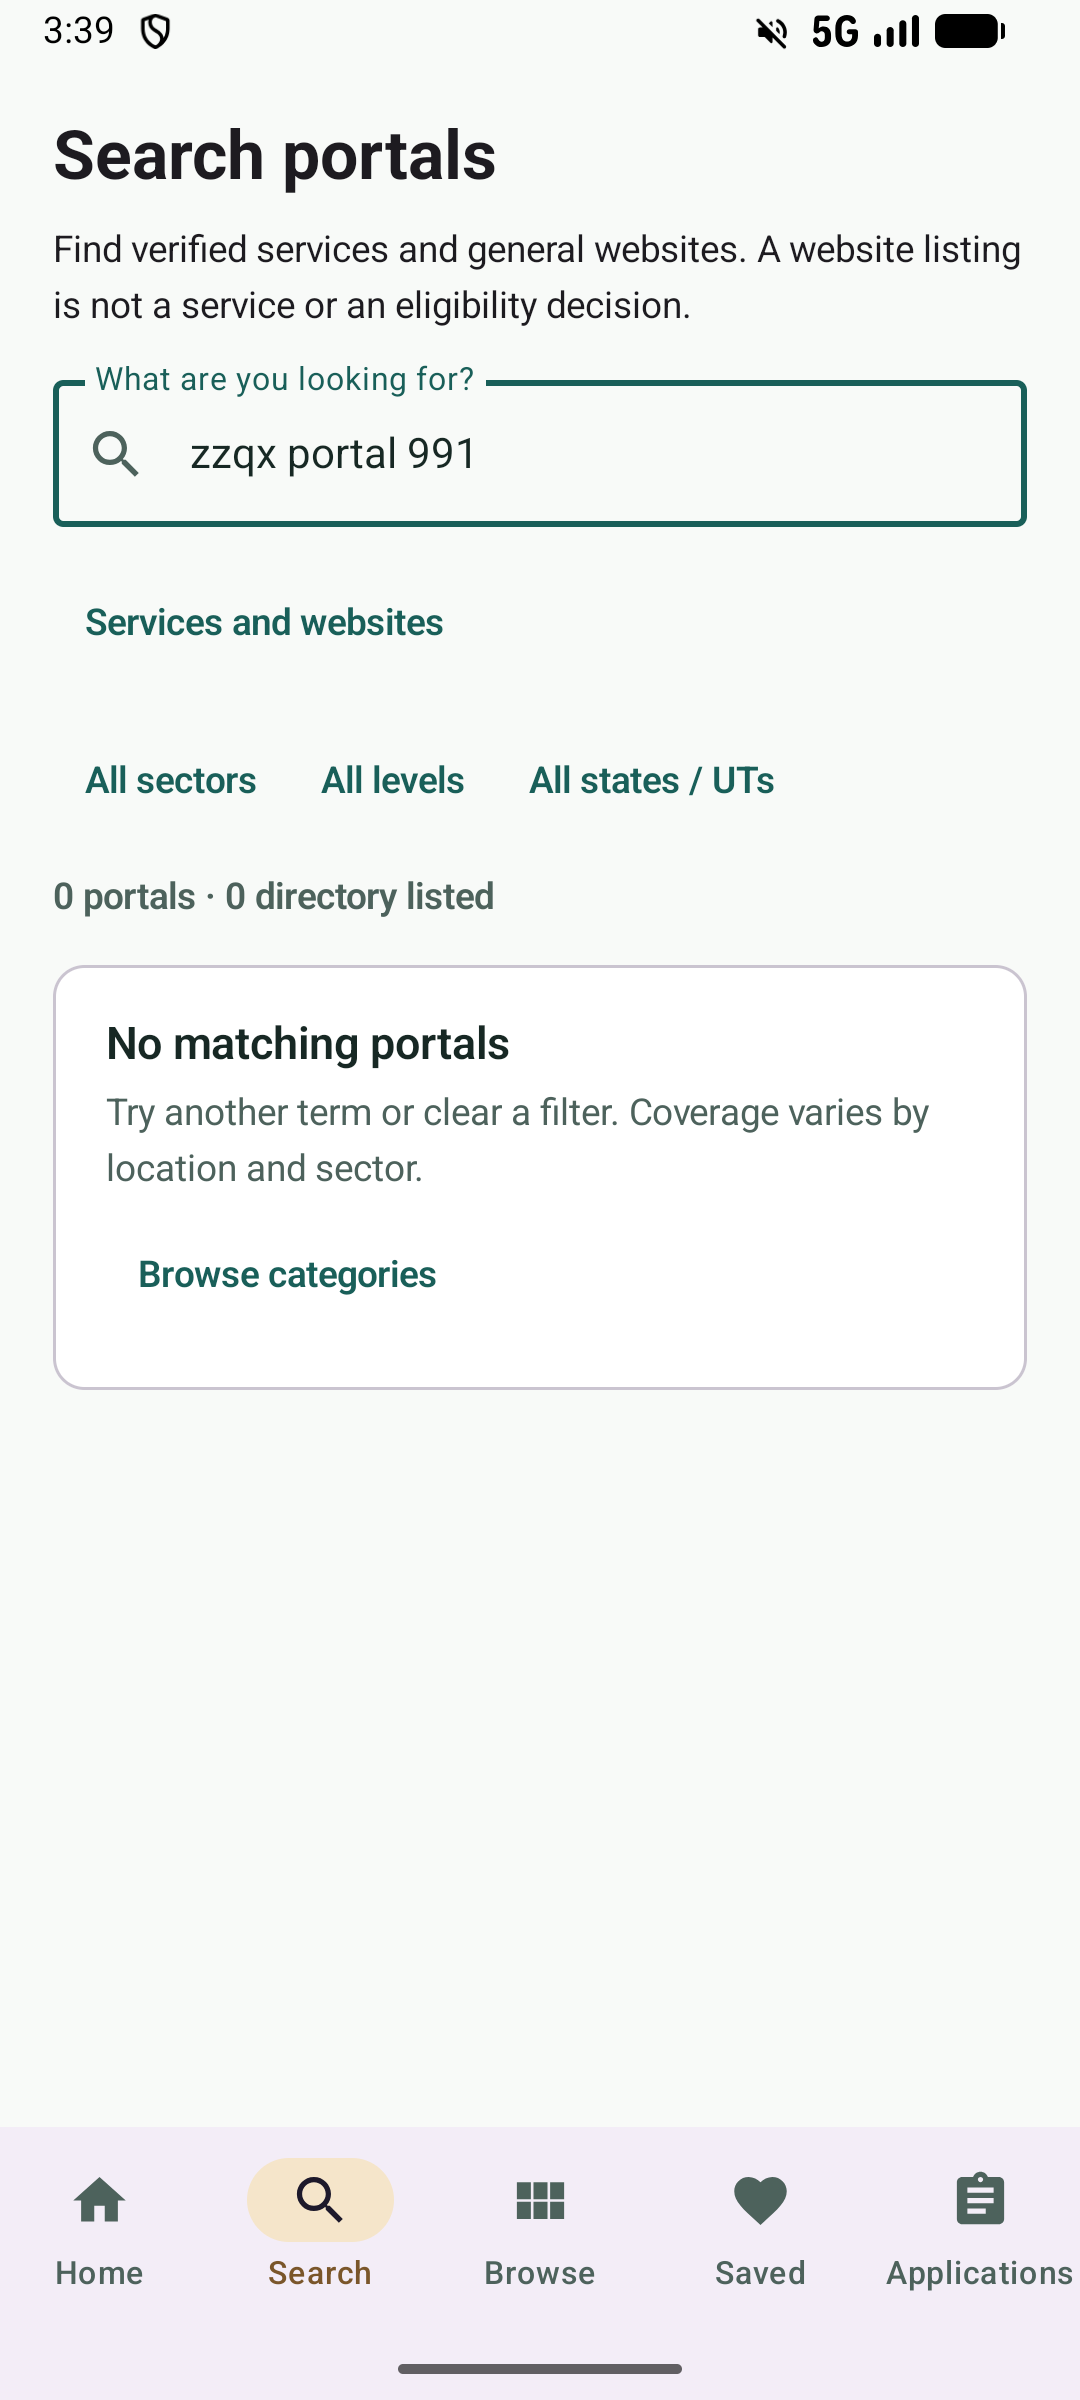 3:39
5G
Search portals
Find verified services and general websites. A website listing
is not a service or an eligibility decision.
What are you looking for?
zzqx portal 991
Services and websites
All sectors All levels All states / UTs
0 portals · 0 directory listed
No matching portals
Try another term or clear a filter. Coverage varies by
location and sector.
Browse categories
Home Search Browse Saved Applications